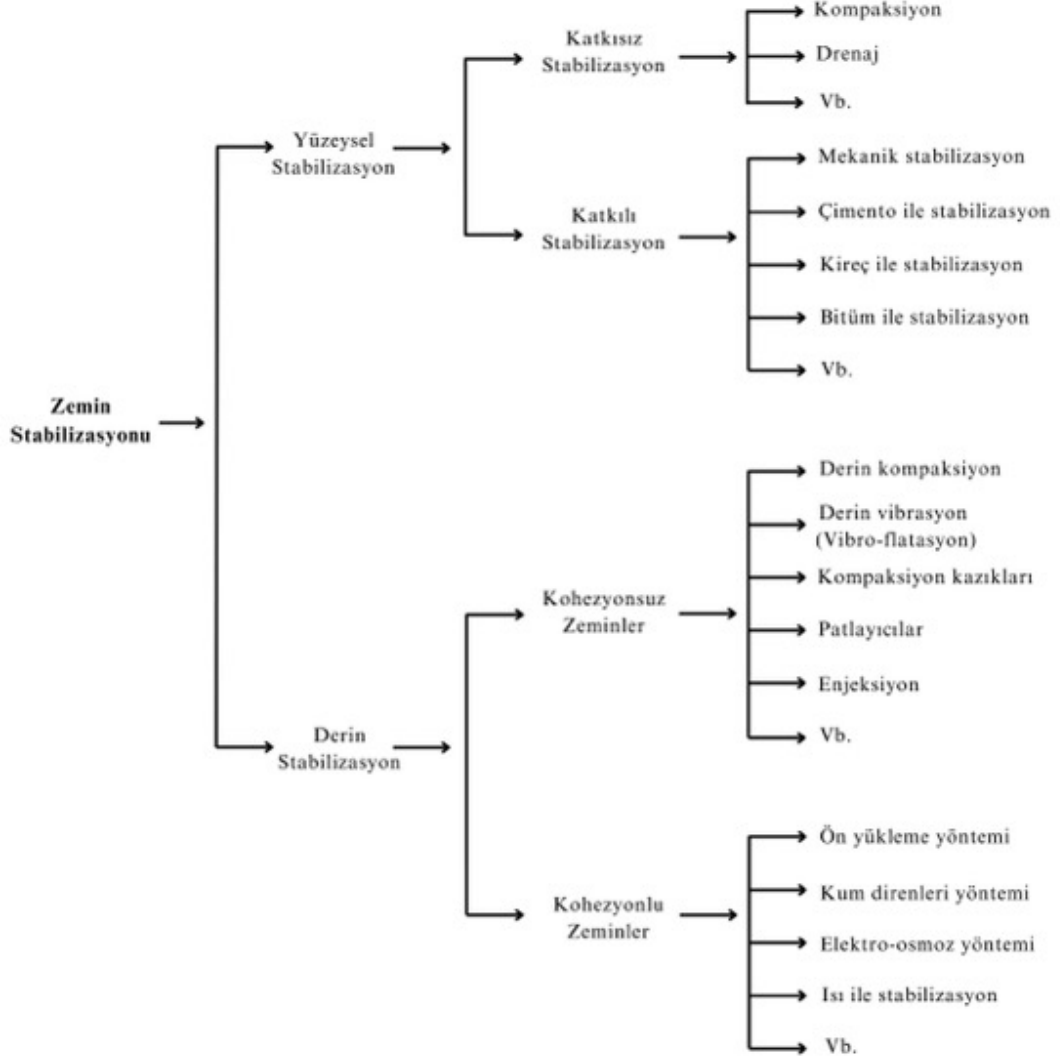 Zemin
Stabilizasyonu
Yüzeysel
Stabilizasyon
Katkısız
Stabilizasyon
Kompaksiyon
Drenaj
Vb.
Katkılı
Stabilizasyon
Mekanik stabilizasyon
Çimento ile stabilizasyon
Kireç ile stabilizasyon
Bitüm ile stabilizasyon
Vb.
Derin
Stabilizasyon
Kohezyonsuz
Zeminler
Derin kompaksiyon
Derin vibrasyon
(Vibro-flatasyon)
Kompaksiyon kazıkları
Patlayıcılar
Enjeksiyon
Vb.
Kohezyonlu
Zeminler
Ön yükleme yöntemi
Kum direnleri yöntemi
Elektro-osmoz yöntemi
Isı ile stabilizasyon
Vb.